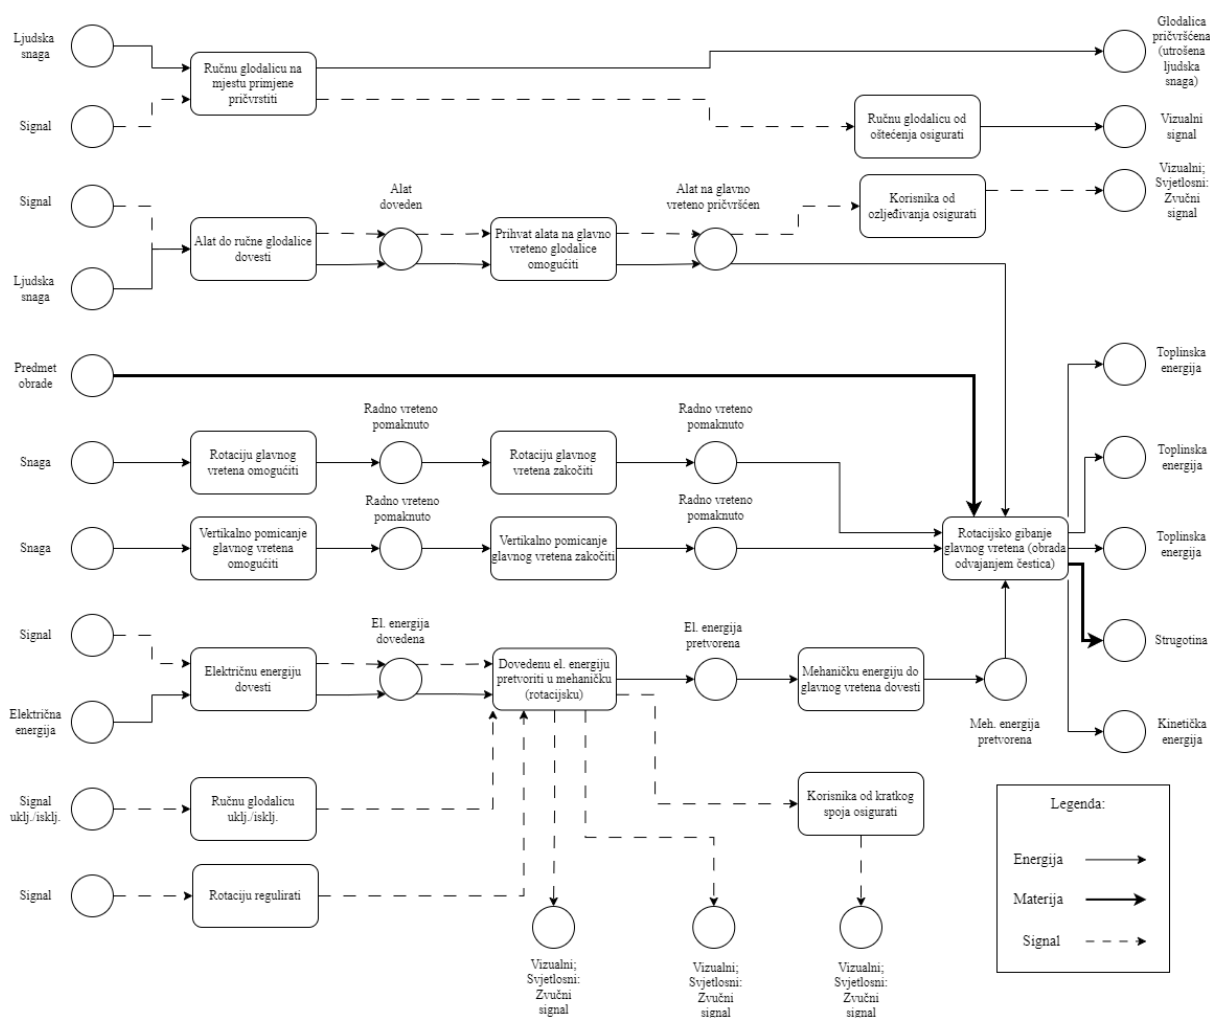 Ljudska
snaga
Ručnu glodalicu na
mjestu primjene
pričvrstiti
Glodalica
pričvršćena
(utrošena
ljudska
snaga)
Signal
Ručnu glodalicu od
oštećenja osigurati
Vizualni
signal
Signal
Alat
doveden
Alat na glavno
vreteno pričvršćen
Korisnika od
ozljeđivanja osigurati
Vizualni;
Svjetlosni:
Zvučni
signal
Alat do ručne glodalice
dovesti
Prihvat alata na glavno
vreteno glodalice
omogućiti
Ljudska
snaga
Predmet
obrade
Toplinska
energija
Snaga
Rotaciju glavnog
vretena omogućiti
Radno vreteno
pomaknuto
Rotaciju glavnog
vretena zakočiti
Radno vreteno
pomaknuto
Toplinska
energija
Snaga
Vertikalno pomicanje
glavnog vretena
omogućiti
Radno vreteno
pomaknuto
Vertikalno pomicanje
glavnog vretena zakočiti
Radno vreteno
pomaknuto
Rotacijsko gibanje
glavnog vretena (obrada
odvajanjem čestica)
Toplinska
energija
Signal
El. energija
dovedena
El. energija
pretvorena
Strugotina
Električnu energiju
dovesti
Dovedenu el. energiju
pretvoriti u mehaničku
(rotacijsku)
Mehaničku energiju do
glavnog vretena dovesti
Električna
energija
Meh. energija
pretvorena
Kinetička
energija
Signal
uklj./isklj.
Ručnu glodalicu
uklj./isklj.
Korisnika od kratkog
spoja osigurati
Legenda:
Energija
Materija
Signal
Signal
Rotaciju regulirati
Vizualni;
Svjetlosni:
Zvučni
signal
Vizualni;
Svjetlosni:
Zvučni
signal
Vizualni;
Svjetlosni:
Zvučni
signal